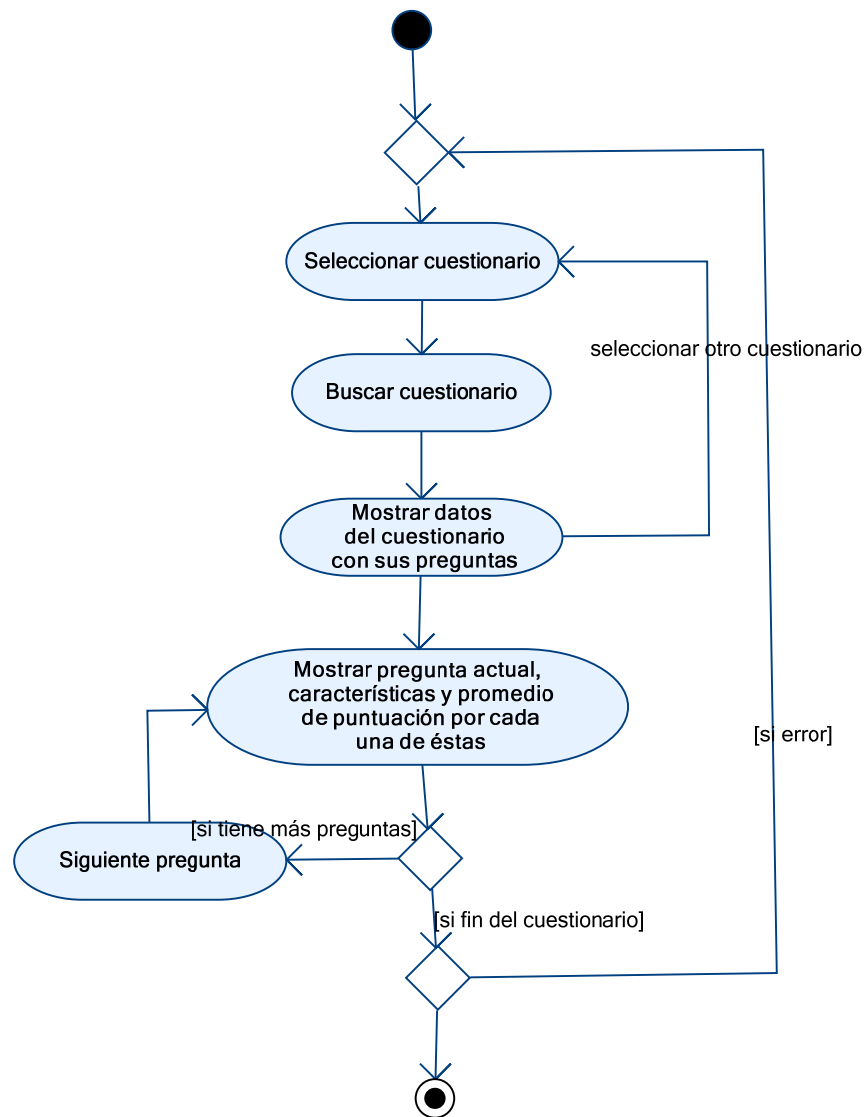 Seleccionar cuestionario
seleccionar otro cuestionario
Buscar cuestionario
Mostrar datos
del cuestionario
con sus preguntas
Mostrar pregunta actual,
características y promedio
de puntuación por cada
una de éstas
[si error]
[si tiene más preguntas]
Siguiente pregunta
[si fin del cuestionario]